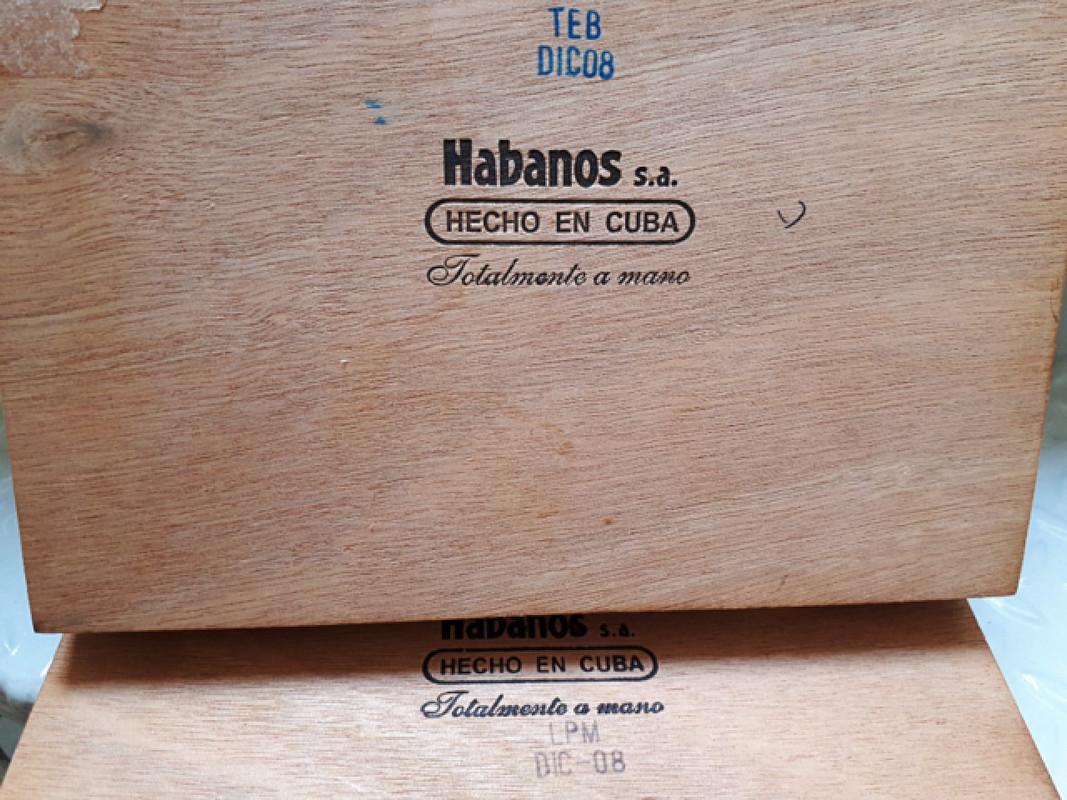 TEB
DIC08
Habanos s.a.
HECHO EN CUBA
Totalmente a mano
Habanos s.a.
HECHO EN CUBA
Totalmente a mano
LPM
DIC-08